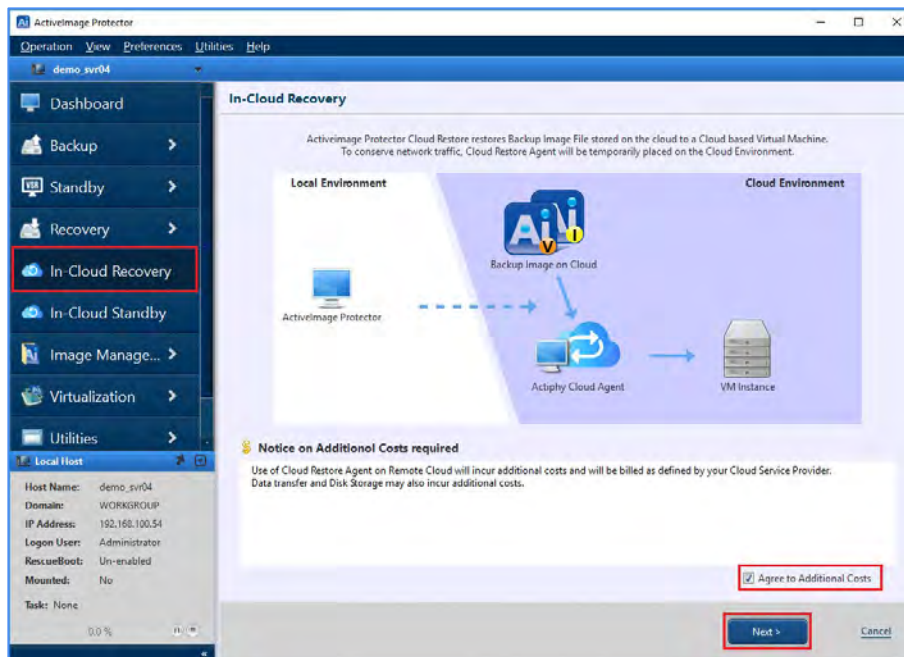 ActiveImage Protector
Operation View Preferences Utilities Help
demo_svr04
Dashboard
Backup
Standby
Recovery
In-Cloud Recovery
In-Cloud Standby
Image Manage...
Virtualization
Utilities
Local Host
Host Name: demo_svr04
Domain: WORKGROUP
IP Address: 192.168.100.54
Logon User: Administrator
RescueBoot: Un-enabled
Mounted: No
Task: None
0.0 %
In-Cloud Recovery
Activeimage Protector Cloud Restore restores Backup Image File stored on the cloud to a Cloud based Virtual Machine.
To conserve network traffic, Cloud Restore Agent will be temporarily placed on the Cloud Environment.
Local Environment
Cloud Environment
Ai
V
I
Backup Image on Cloud
ActiveImage Protector
Actiphy Cloud Agent
VM Instance
Notice on Additional Costs required
Use of Cloud Restore Agent on Remote Cloud will incur additional costs and will be billed as defined by your Cloud Service Provider.
Data transfer and Disk Storage may also incur additional costs.
Agree to Additional Costs
Next >
Cancel